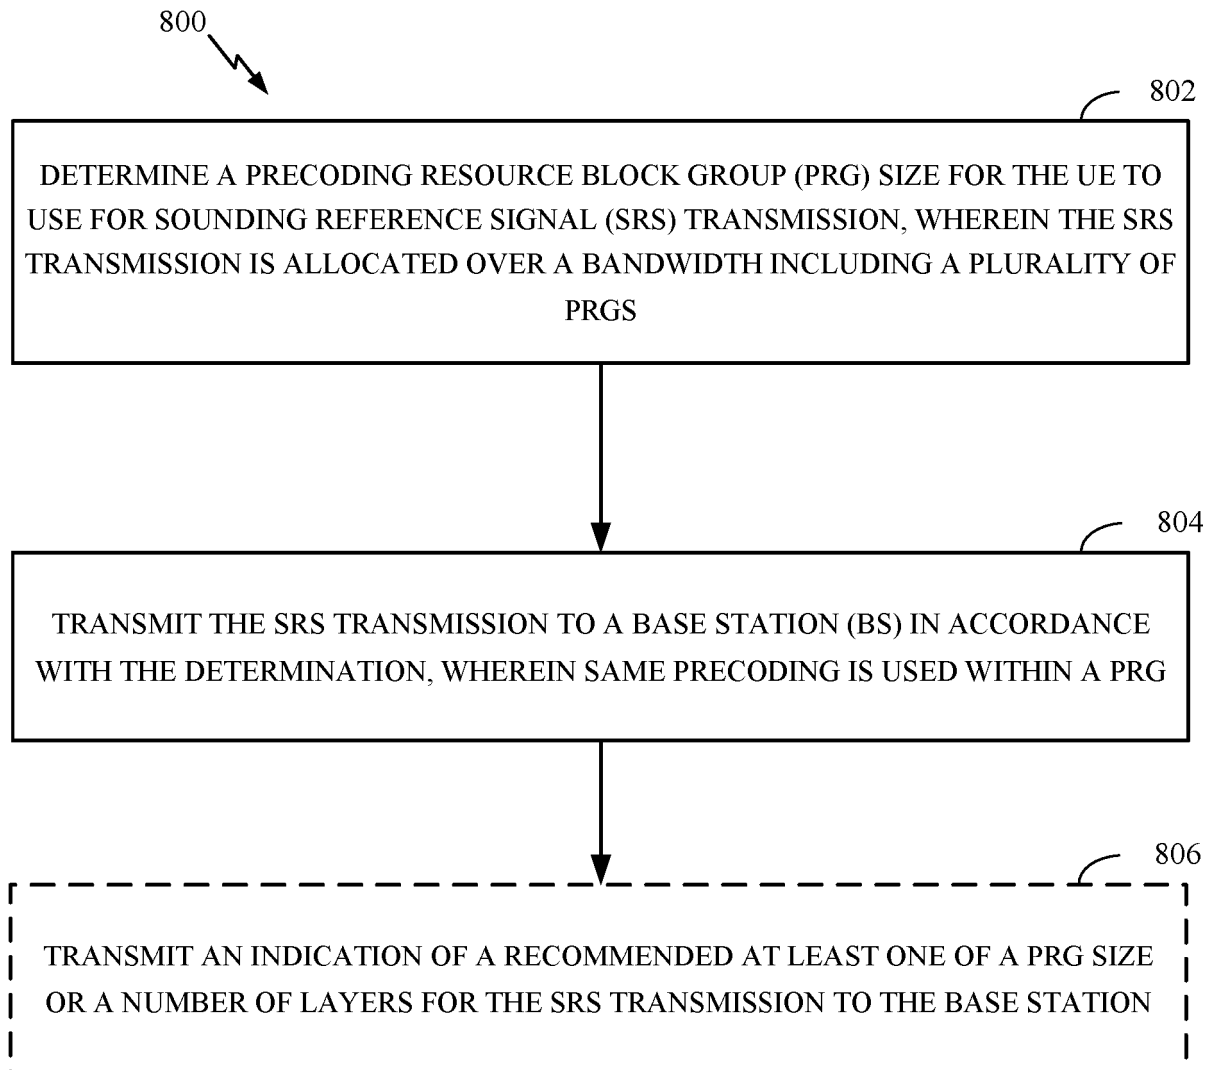 800
802
DETERMINE A PRECODING RESOURCE BLOCK GROUP (PRG) SIZE FOR THE UE TO
USE FOR SOUNDING REFERENCE SIGNAL (SRS) TRANSMISSION, WHEREIN THE SRS
TRANSMISSION IS ALLOCATED OVER A BANDWIDTH INCLUDING A PLURALITY OF
PRGS
804
TRANSMIT THE SRS TRANSMISSION TO A BASE STATION (BS) IN ACCORDANCE
WITH THE DETERMINATION, WHEREIN SAME PRECODING IS USED WITHIN A PRG
806
TRANSMIT AN INDICATION OF A RECOMMENDED AT LEAST ONE OF A PRG SIZE
OR A NUMBER OF LAYERS FOR THE SRS TRANSMISSION TO THE BASE STATION